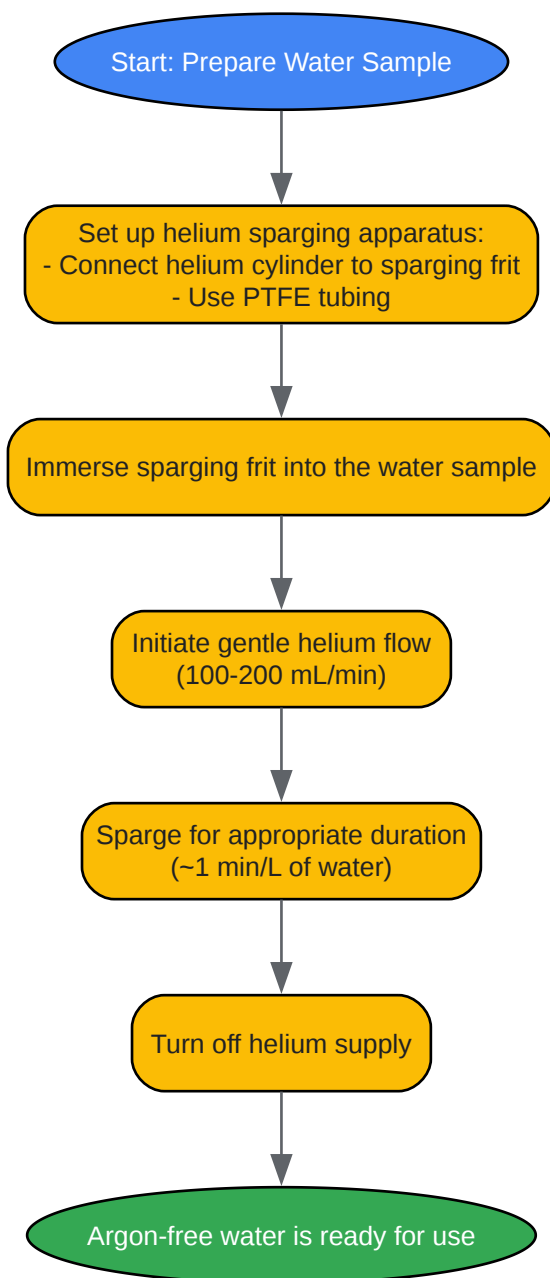 Start: Prepare Water Sample
Set up helium sparging apparatus:
- Connect helium cylinder to sparging frit
- Use PTFE tubing
Immerse sparging frit into the water sample
Initiate gentle helium flow
(100-200 mL/min)
Sparge for appropriate duration
(~1 min/L of water)
Turn off helium supply
Argon-free water is ready for use